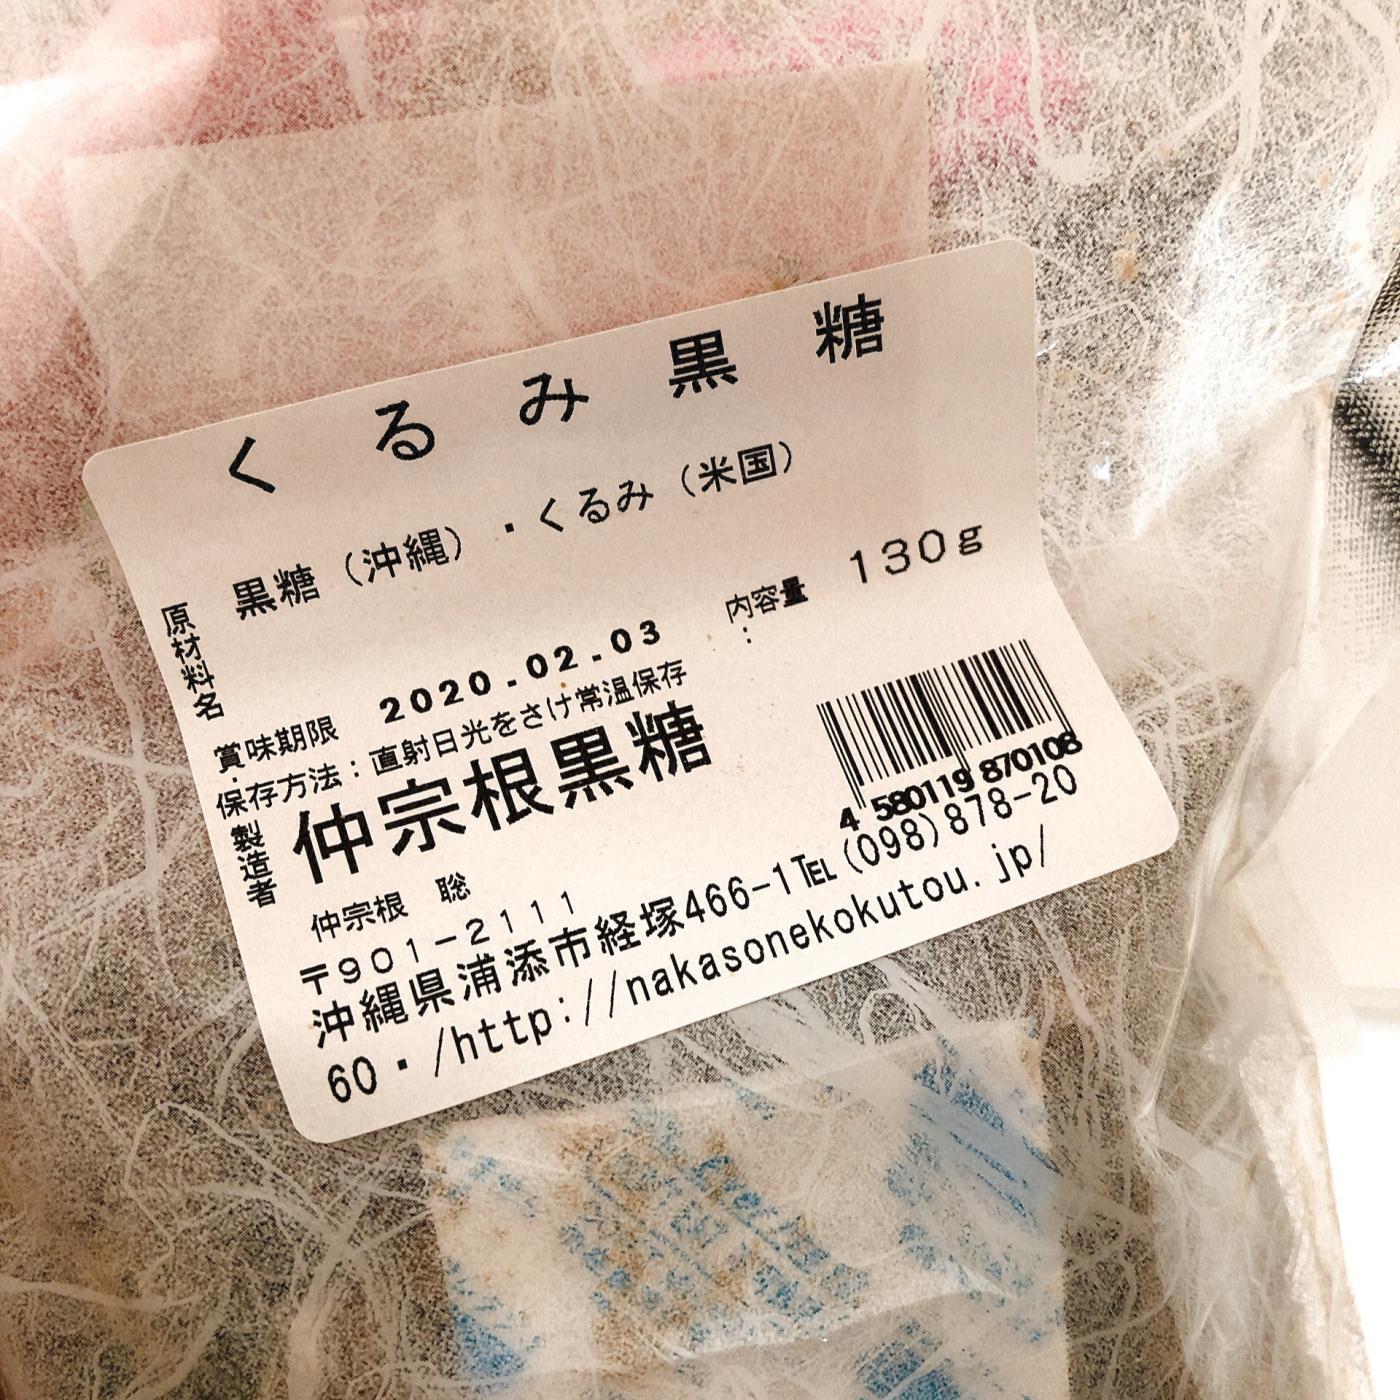 くるみ黒糖
原材料名 黒糖（沖縄）・くるみ（米国）
内容量: 130g
賞味期限 2020.02.03
保存方法：直射日光をさけ常温保存
製造者 仲宗根黒糖
4 580119 870108
仲宗根 聡
〒901-2111
沖縄県浦添市経塚466-1℡(098)878-20
60・/http://nakasonekokutou.jp/